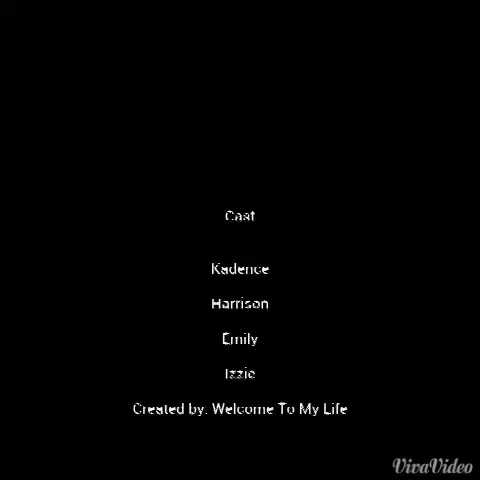 Cast
Kadence
Harrison
Emily
Izzie
Created by: Welcome To My Life
VivaVideo